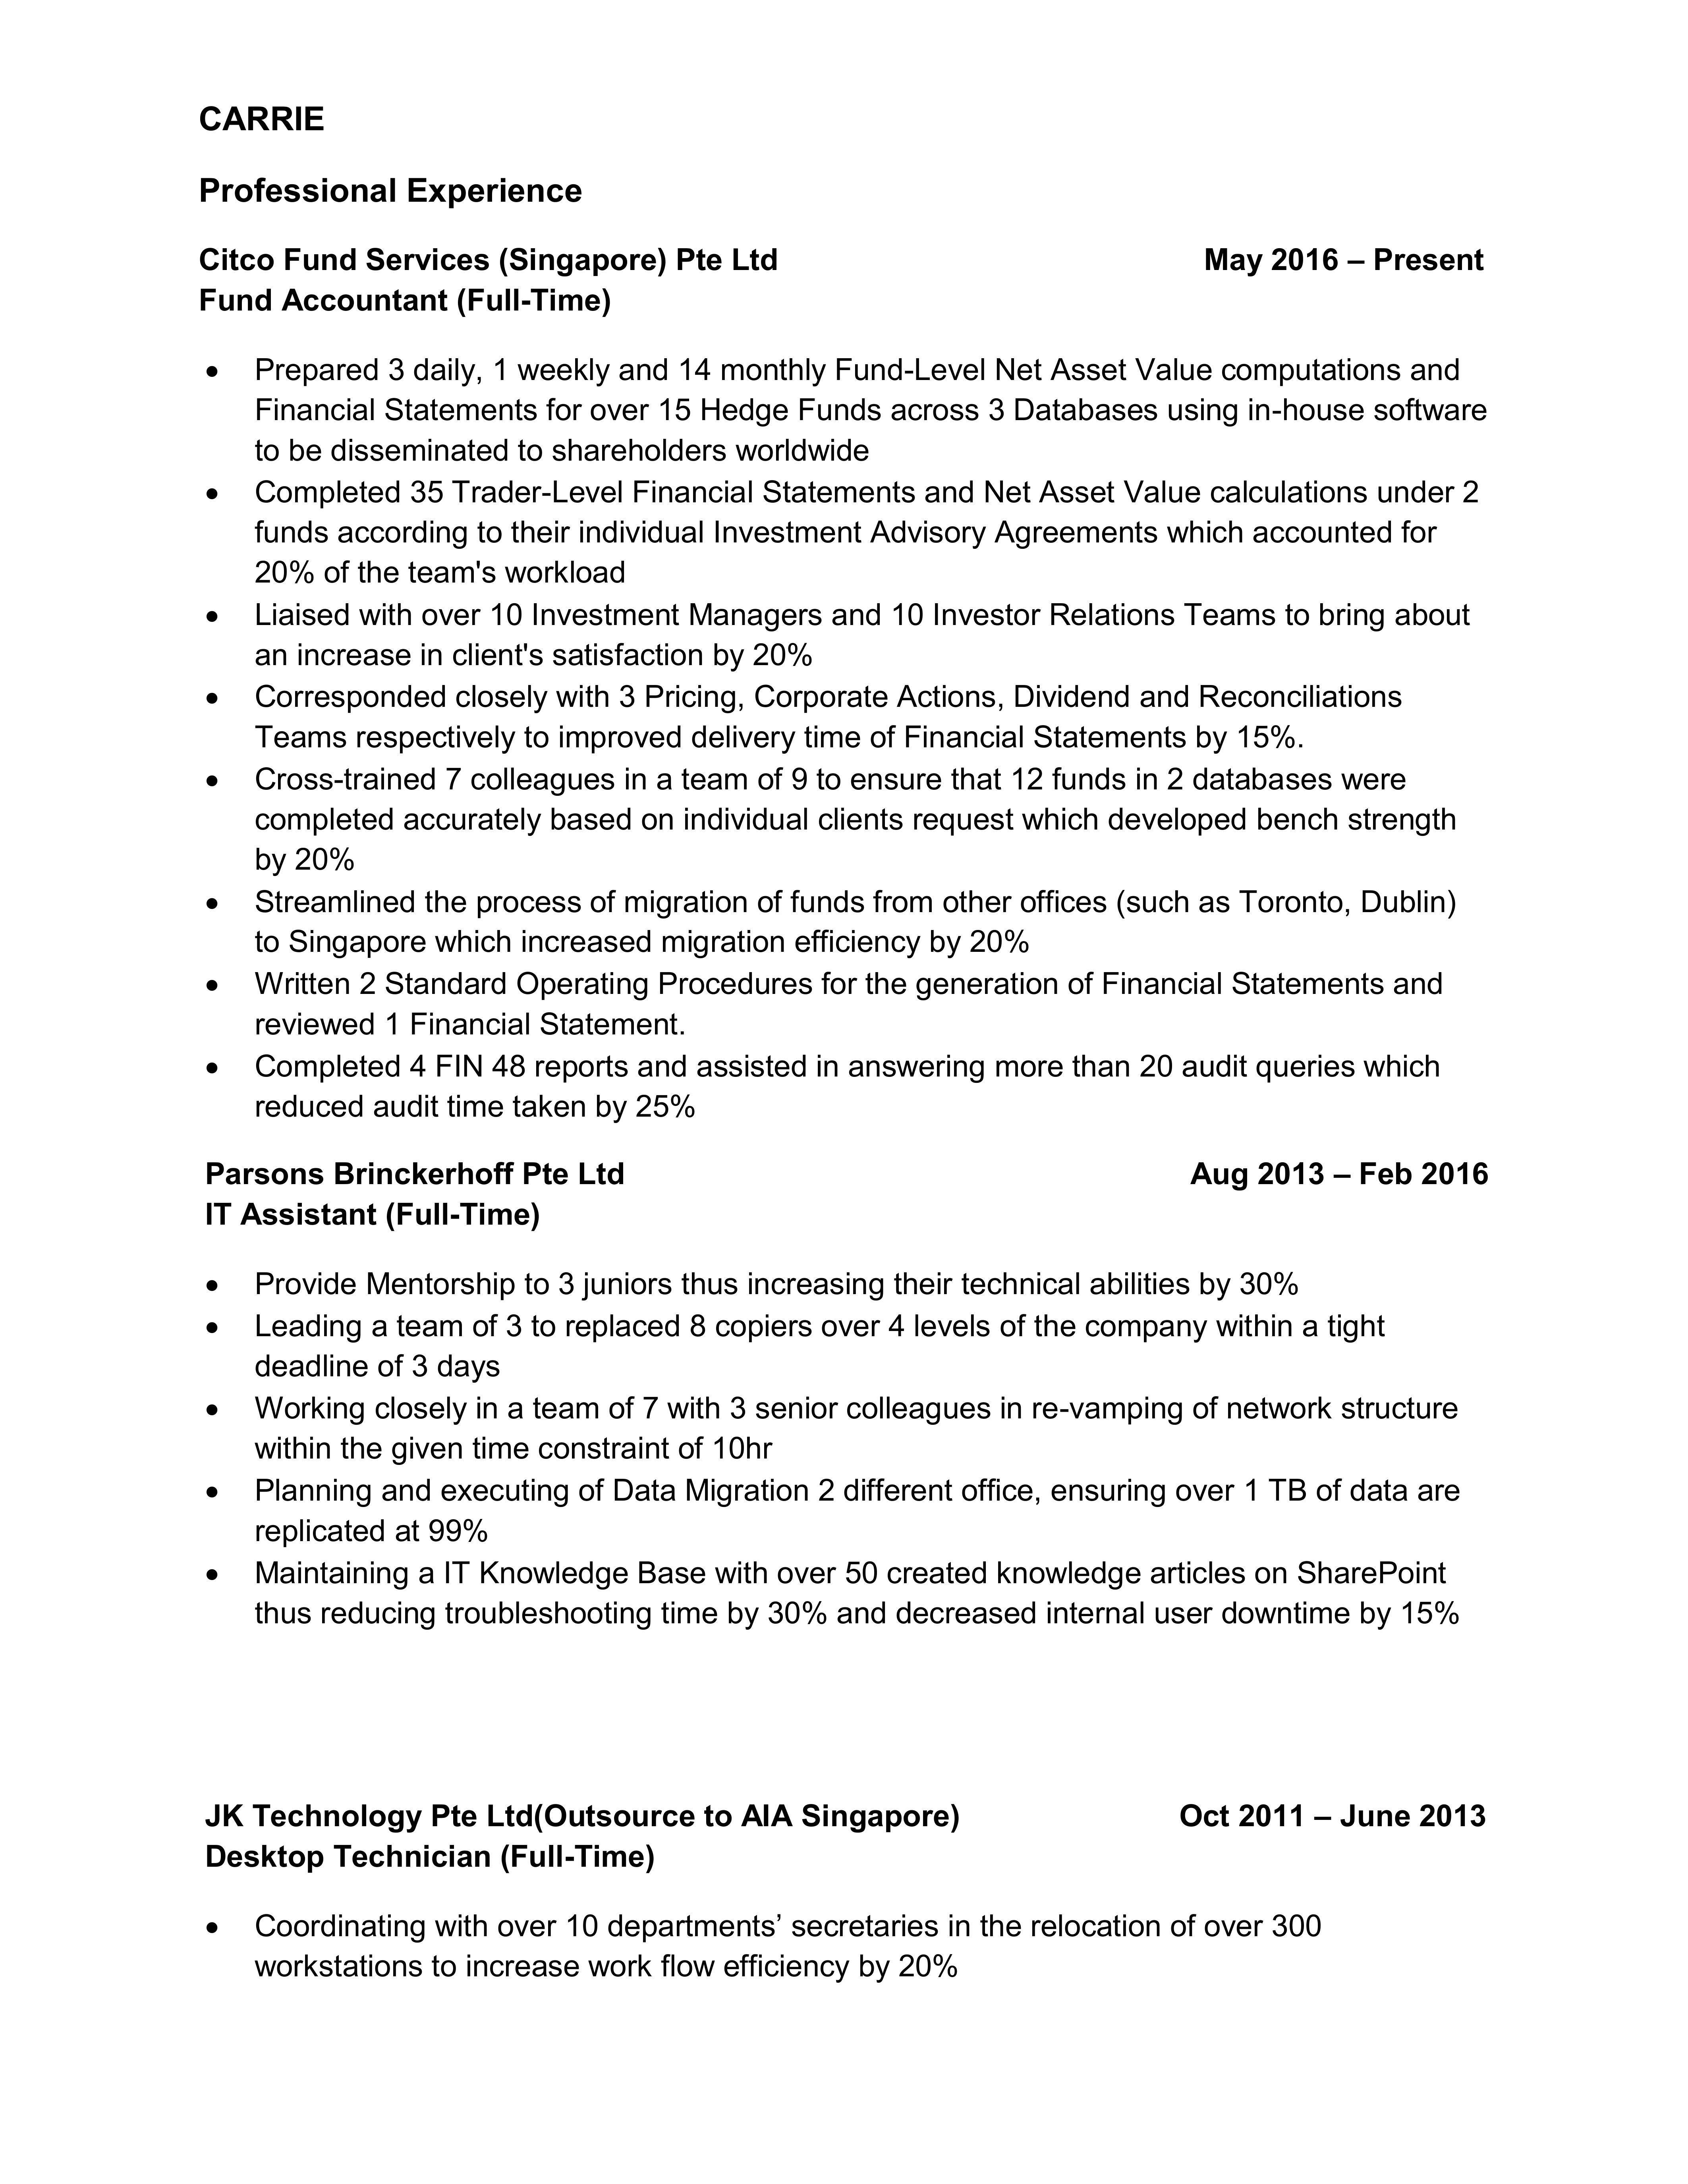 CARRIE
Professional Experience
Citco Fund Services (Singapore) Pte Ltd May 2016 – Present
Fund Accountant (Full-Time)
• Prepared 3 daily, 1 weekly and 14 monthly Fund-Level Net Asset Value computations and
Financial Statements for over 15 Hedge Funds across 3 Databases using in-house software
to be disseminated to shareholders worldwide
• Completed 35 Trader-Level Financial Statements and Net Asset Value calculations under 2
funds according to their individual Investment Advisory Agreements which accounted for
20% of the team's workload
• Liaised with over 10 Investment Managers and 10 Investor Relations Teams to bring about
an increase in client's satisfaction by 20%
• Corresponded closely with 3 Pricing, Corporate Actions, Dividend and Reconciliations
Teams respectively to improved delivery time of Financial Statements by 15%.
• Cross-trained 7 colleagues in a team of 9 to ensure that 12 funds in 2 databases were
completed accurately based on individual clients request which developed bench strength
by 20%
• Streamlined the process of migration of funds from other offices (such as Toronto, Dublin)
to Singapore which increased migration efficiency by 20%
• Written 2 Standard Operating Procedures for the generation of Financial Statements and
reviewed 1 Financial Statement.
• Completed 4 FIN 48 reports and assisted in answering more than 20 audit queries which
reduced audit time taken by 25%
Parsons Brinckerhoff Pte Ltd Aug 2013 – Feb 2016
IT Assistant (Full-Time)
• Provide Mentorship to 3 juniors thus increasing their technical abilities by 30%
• Leading a team of 3 to replaced 8 copiers over 4 levels of the company within a tight
deadline of 3 days
• Working closely in a team of 7 with 3 senior colleagues in re-vamping of network structure
within the given time constraint of 10hr
• Planning and executing of Data Migration 2 different office, ensuring over 1 TB of data are
replicated at 99%
• Maintaining a IT Knowledge Base with over 50 created knowledge articles on SharePoint
thus reducing troubleshooting time by 30% and decreased internal user downtime by 15%
JK Technology Pte Ltd(Outsource to AIA Singapore) Oct 2011 – June 2013
Desktop Technician (Full-Time)
• Coordinating with over 10 departments’ secretaries in the relocation of over 300
workstations to increase work flow efficiency by 20%